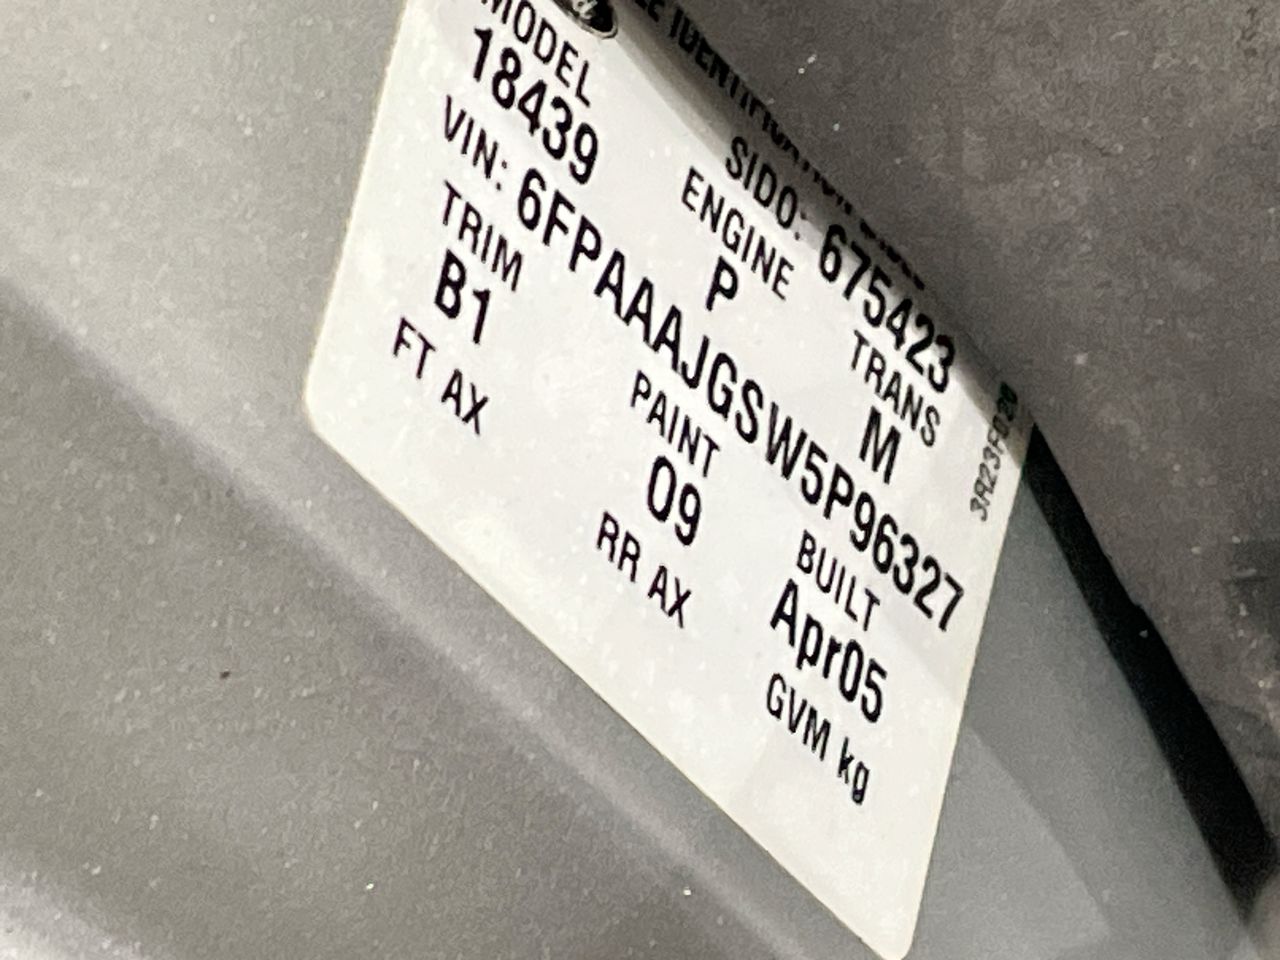 SIDO: 675423
MODEL ENGINE TRANS
18439 P M
VIN: 6FPAAAJGSW5P96327
TRIM PAINT BUILT
B1 09 Apr05
FT AX RR AX GVM kg